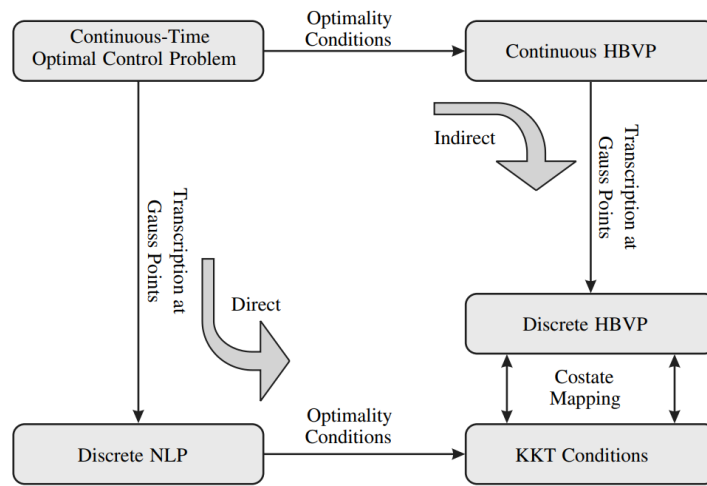 Continuous-Time
Optimal Control Problem
Optimality
Conditions
Continuous HBVP
Indirect
Transcription at
Gauss Points
Transcription at
Gauss Points
Direct
Discrete HBVP
Costate
Mapping
Discrete NLP
Optimality
Conditions
KKT Conditions